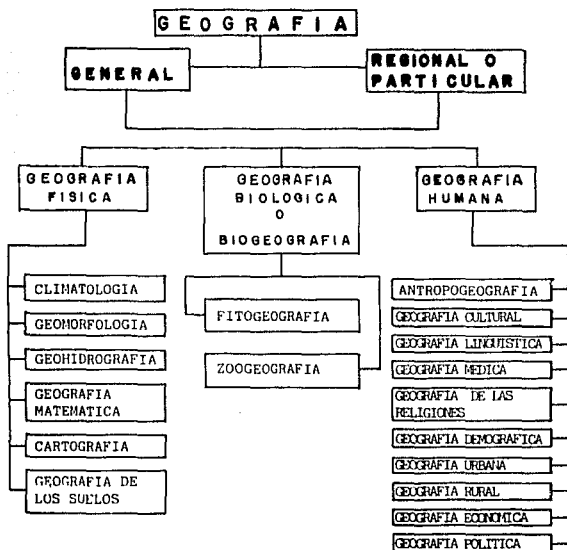 GEOGRAFIA
GENERAL
REGIONAL O
PARTICULAR
GEOGRAFIA
FISICA
GEOGRAFIA
BIOLOGICA
O
BIOGEOGRAFIA
GEOGRAFIA
HUMANA
CLIMATOLOGIA
GEOMORFOLOGIA
GEOHIDROGRAFIA
GEOGRAFIA
MATEMATICA
CARTOGRAFIA
GEOGRAFIA DE
LOS SUELOS
FITOGEOGRAFIA
ZOOGEOGRAFIA
ANTROPOGEOGRAFIA
GEOGRAFIA CULTURAL
GEOGRAFIA LINGUISTICA
GEOGRAFIA MEDICA
GEOGRAFIA DE LAS
RELIGIONES
GEOGRAFIA DEMOGRAFICA
GEOGRAFIA URBANA
GEOGRAFIA RURAL
GEOGRAFIA ECONOMICA
GEOGRAFIA POLITICA